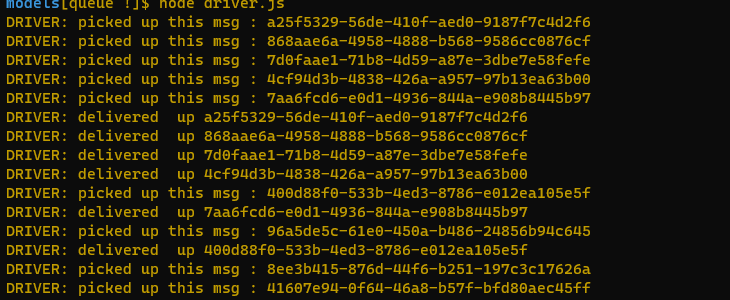 models[queue !]$ node driver.js
DRIVER: picked up this msg : a25f5329-56de-410f-aed0-9187f7c4d2f6
DRIVER: picked up this msg : 868aae6a-4958-4888-b568-9586cc0876cf
DRIVER: picked up this msg : 7d0faae1-71b8-4d59-a87e-3dbe7e58fefe
DRIVER: picked up this msg : 4cf94d3b-4838-426a-a957-97b13ea63b00
DRIVER: picked up this msg : 7aa6fcd6-e0d1-4936-844a-e908b8445b97
DRIVER: delivered  up a25f5329-56de-410f-aed0-9187f7c4d2f6
DRIVER: delivered  up 868aae6a-4958-4888-b568-9586cc0876cf
DRIVER: delivered  up 7d0faae1-71b8-4d59-a87e-3dbe7e58fefe
DRIVER: delivered  up 4cf94d3b-4838-426a-a957-97b13ea63b00
DRIVER: picked up this msg : 400d88f0-533b-4ed3-8786-e012ea105e5f
DRIVER: delivered  up 7aa6fcd6-e0d1-4936-844a-e908b8445b97
DRIVER: picked up this msg : 96a5de5c-61e0-450a-b486-24856b94c645
DRIVER: delivered  up 400d88f0-533b-4ed3-8786-e012ea105e5f
DRIVER: picked up this msg : 8ee3b415-876d-44f6-b251-197c3c17626a
DRIVER: picked up this msg : 41607e94-0f64-46a8-b57f-bfd80aec45ff